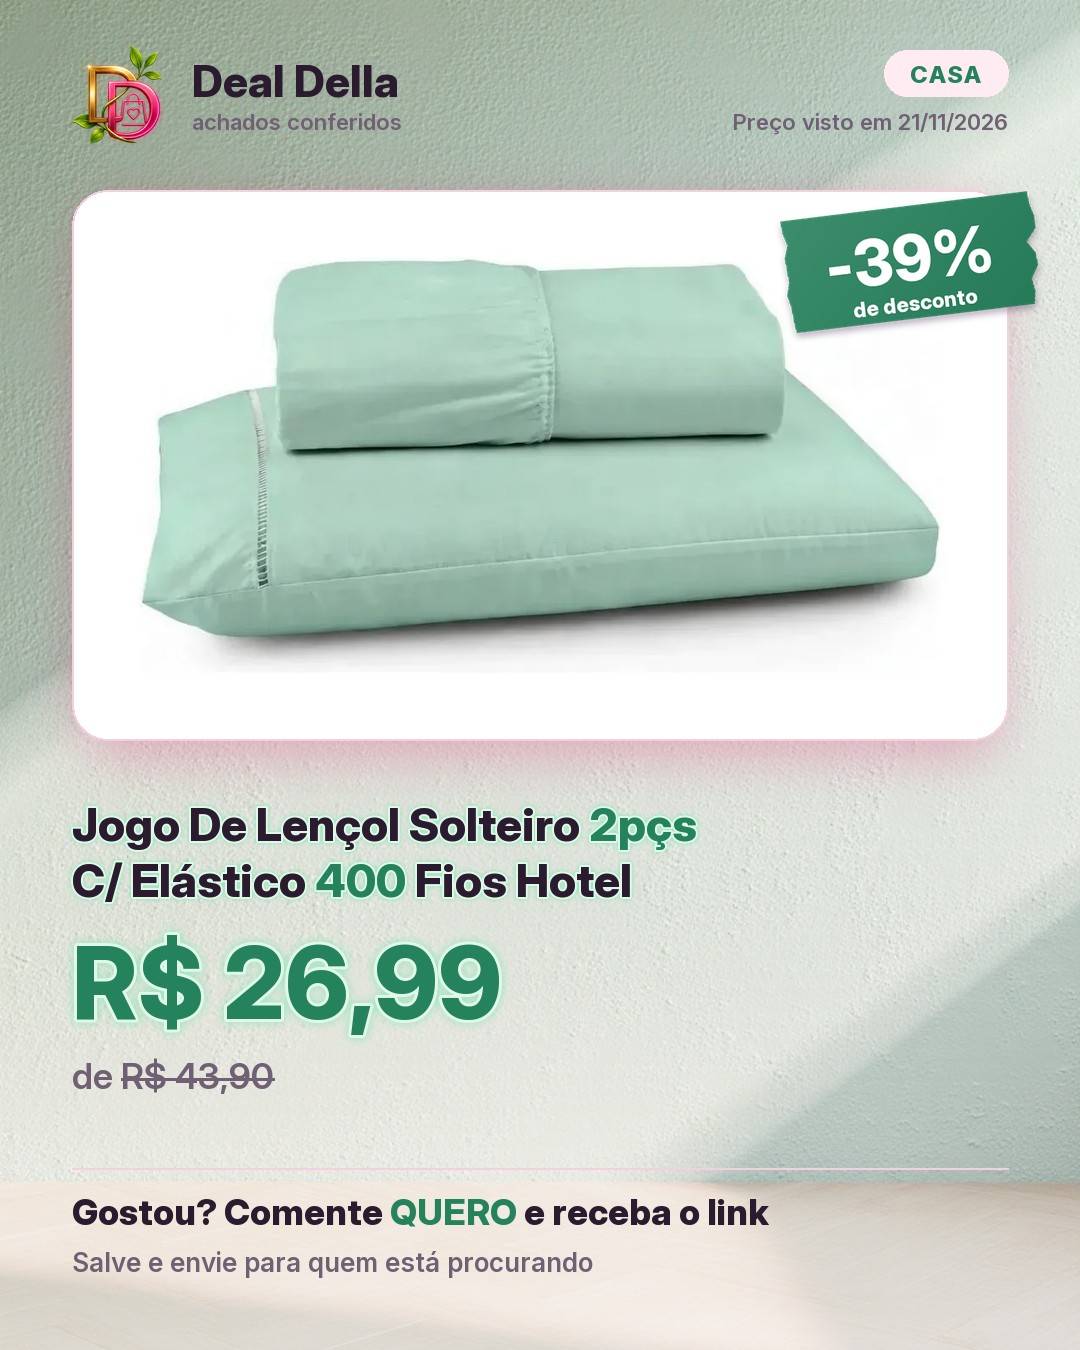 Deal Della
achados conferidos
CASA
Preço visto em 21/11/2026
-39%
de desconto
Jogo De Lençol Solteiro 2pçs
C/ Elástico 400 Fios Hotel
R$ 26,99
de R$ 43,90
Gostou? Comente QUERO e receba o link
Salve e envie para quem está procurando